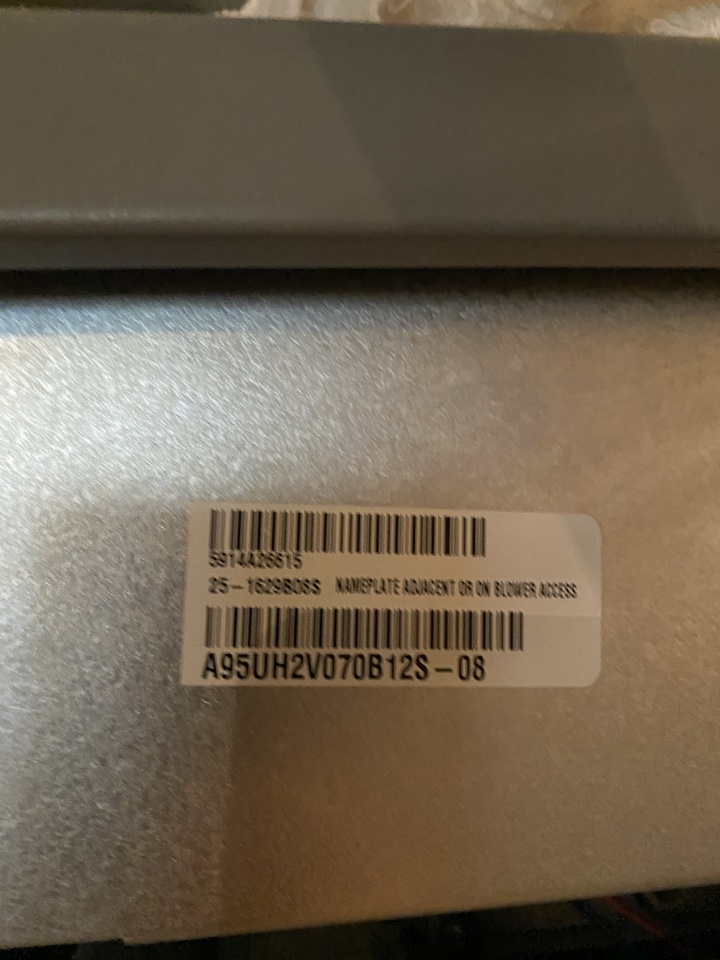 5914A26615
25-1629B08S NAMEPLATE ADJACENT OR ON BLOWER ACCESS
A95UH2V070B12S-08